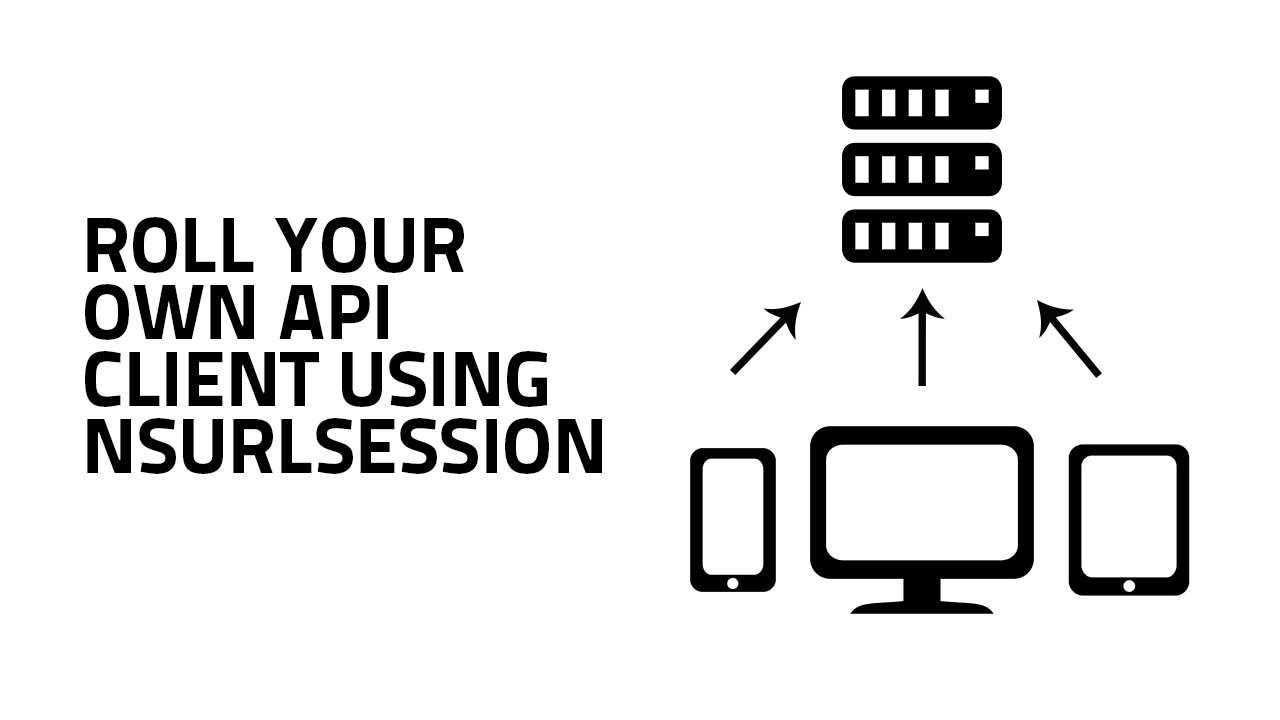 ROLL YOUR
OWN API
CLIENT USING
NSURLSESSION